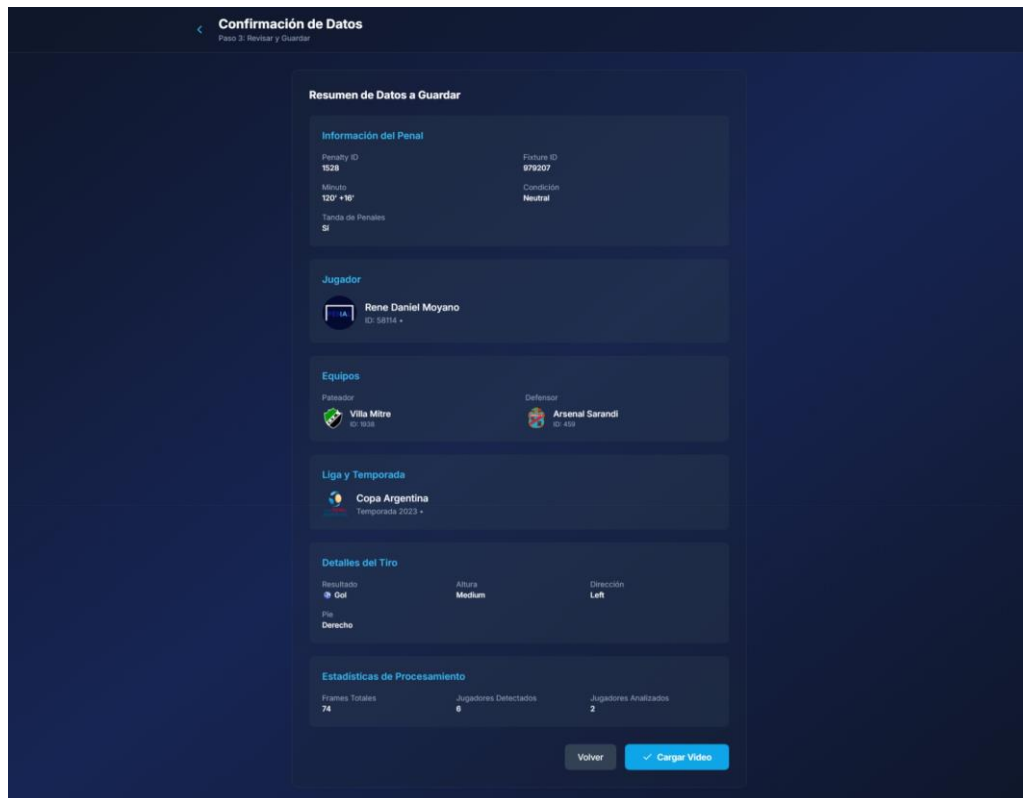 Confirmación de Datos
Paso 3: Revisar y Guardar
Resumen de Datos a Guardar
Información del Penal
Penalty ID Fixture ID
1528 979207
Minuto Condición
120' +16' Neutral
Tanda de Penales
Sí
Jugador
Rene Daniel Moyano
ID: 58114 •
Equipos
Pateador Defensor
Villa Mitre Arsenal Sarandi
ID: 1938 ID: 459
Liga y Temporada
Copa Argentina
Temporada 2023 •
Detalles del Tiro
Resultado Altura Dirección
Gol Medium Left
Pie
Derecho
Estadísticas de Procesamiento
Frames Totales Jugadores Detectados Jugadores Analizados
74 6 2
Volver Cargar Video